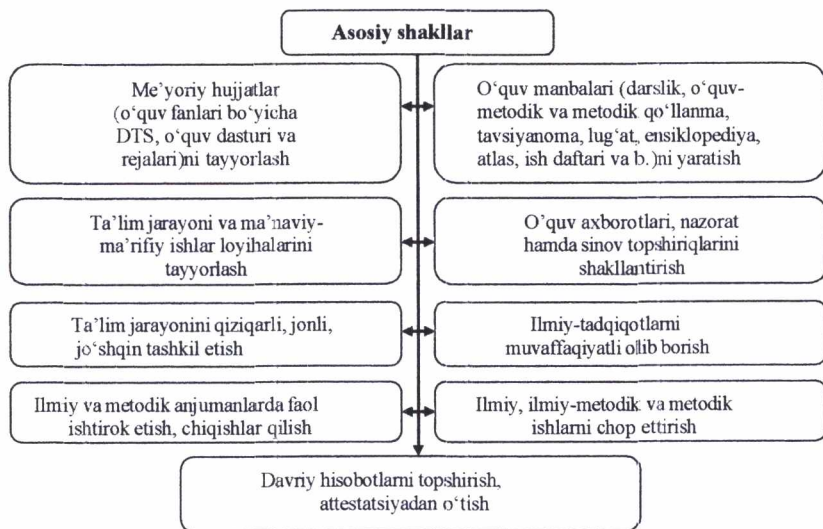 Asosiy shakllar
Me’yoriy hujjatlar
(o‘quv fanlari bo‘yicha
DTS, o‘quv dasturi va
rejalari)ni tayyorlash
O‘quv manbalari (darslik, o‘quv-
metodik va metodik qo‘llanma,
tavsiyanoma, lug‘at, ensiklopediya,
atlas, ish daftari va b.)ni yaratish
Ta’lim jarayoni va ma’naviy-
ma’rifiy ishlar loyihalarini
tayyorlash
O’quv axborotlari, nazorat
hamda sinov topshiriqlarini
shakllantirish
Ta’lim jarayonini qiziqarli, jonli,
jo‘shqin tashkil etish
Ilmiy-tadqiqotlarni
muvaffaqiyatli olib borish
Ilmiy va metodik anjumanlarda faol
ishtirok etish, chiqishlar qilish
Ilmiy, ilmiy-metodik va metodik
ishlarni chop ettirish
Davriy hisobotlarni topshirish,
attestatsiyadan o‘tish